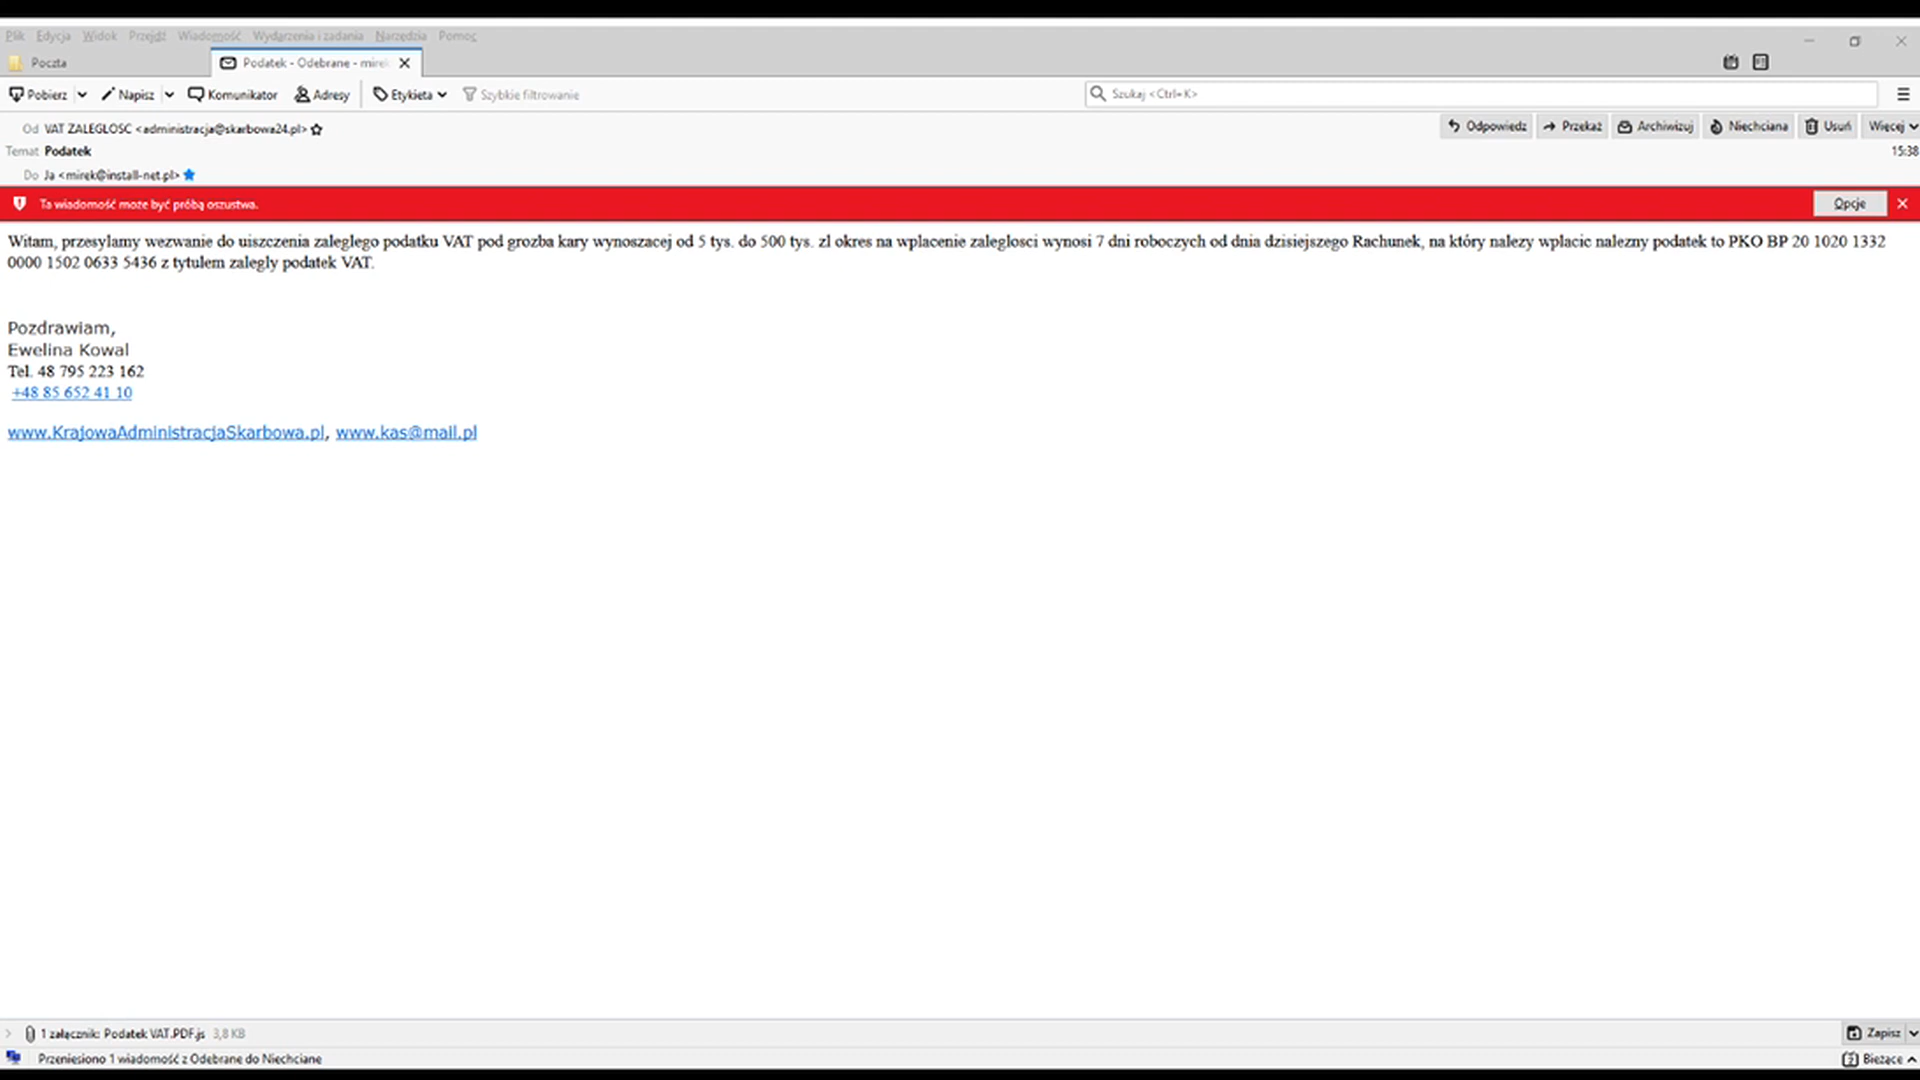 Plik Edycja Widok Przejdź Wiadomość Wydarzenia i zadania Narzędzia Pomoc
Poczta
Podatek - Odebrane - mirek
Pobierz Napisz Komunikator Adresy Etykieta Szybkie filtrowanie
Szukaj <Ctrl+K>
Od VAT ZALEGLOSC <administracja@skarbowa24.pl>
Odpowiedz Przekaż Archiwizuj Niechciana Usuń Więcej
Temat Podatek
15:38
Do Ja <mirek@install-net.pl>
Ta wiadomość może być próbą oszustwa.
Opcje
Witam, przesylamy wezwanie do uiszczenia zaleglego podatku VAT pod grozba kary wynoszacej od 5 tys. do 500 tys. zl okres na wplacenie zaleglosci wynosi 7 dni roboczych od dnia dzisiejszego Rachunek, na który nalezy wplacic nalezny podatek to PKO BP 20 1020 1332
0000 1502 0633 5436 z tytulem zalegly podatek VAT.
Pozdrawiam,
Ewelina Kowal
Tel. 48 795 223 162
+48 85 652 41 10
www.KrajowaAdministracjaSkarbowa.pl, www.kas@mail.pl
1 załącznik: Podatek VAT.PDF.js 3,8 KB
Zapisz
Przeniesiono 1 wiadomość z Odebrane do Niechciane
Bieżące